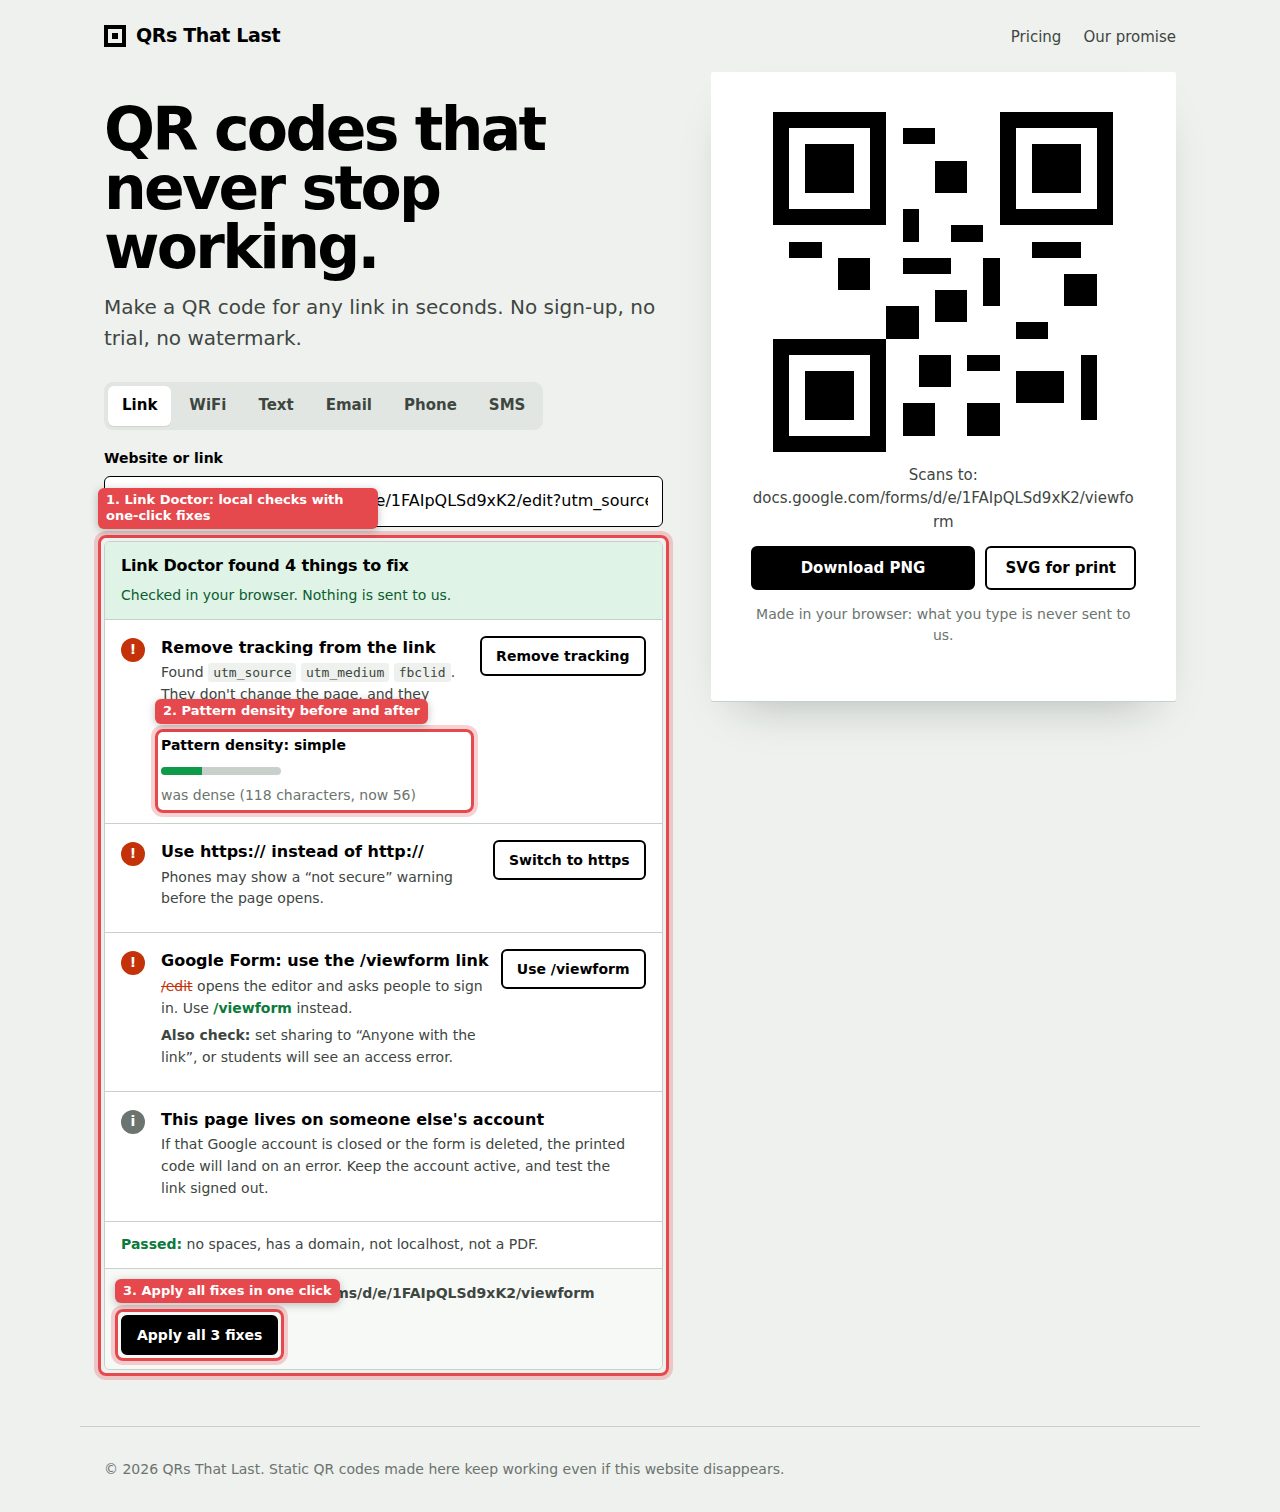 QRs That Last
Pricing
Our promise
QR codes that
never stop
working.
Make a QR code for any link in seconds. No sign-up, no
trial, no watermark.
Link
WiFi
Text
Email
Phone
SMS
Website or link
1. Link Doctor: local checks with
one-click fixes
e/1FAIpQLSd9xK2/edit?utm_source
Link Doctor found 4 things to fix
Checked in your browser. Nothing is sent to us.
!
Remove tracking from the link
Remove tracking
Found utm_source utm_medium fbclid.
They don't change the page, and they
2. Pattern density before and after
Pattern density: simple
was dense (118 characters, now 56)
!
Use https:// instead of http://
Switch to https
Phones may show a “not secure” warning
before the page opens.
!
Google Form: use the /viewform link
Use /viewform
/edit opens the editor and asks people to sign
in. Use /viewform instead.
Also check: set sharing to “Anyone with the
link”, or students will see an access error.
i
This page lives on someone else's account
If that Google account is closed or the form is deleted, the printed
code will land on an error. Keep the account active, and test the
link signed out.
Passed: no spaces, has a domain, not localhost, not a PDF.
3. Apply all fixes in one click
ms/d/e/1FAIpQLSd9xK2/viewform
Apply all 3 fixes
Scans to:
docs.google.com/forms/d/e/1FAIpQLSd9xK2/viewfo
rm
Download PNG
SVG for print
Made in your browser: what you type is never sent to
us.
© 2026 QRs That Last. Static QR codes made here keep working even if this website disappears.